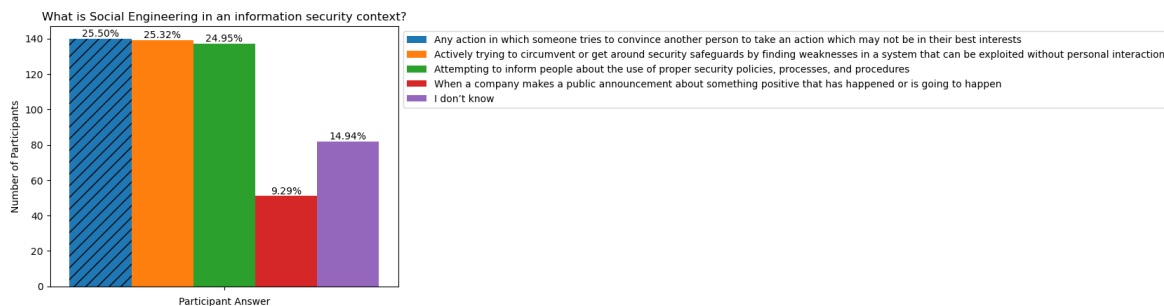 What is Social Engineering in an information security context?
25.50%
25.32%
24.95%
9.29%
14.94%
140
120
100
80
60
40
20
0
Number of Participants
Participant Answer
Any action in which someone tries to convince another person to take an action which may not be in their best interests
Actively trying to circumvent or get around security safeguards by finding weaknesses in a system that can be exploited without personal interaction
Attempting to inform people about the use of proper security policies, processes, and procedures
When a company makes a public announcement about something positive that has happened or is going to happen
I don’t know